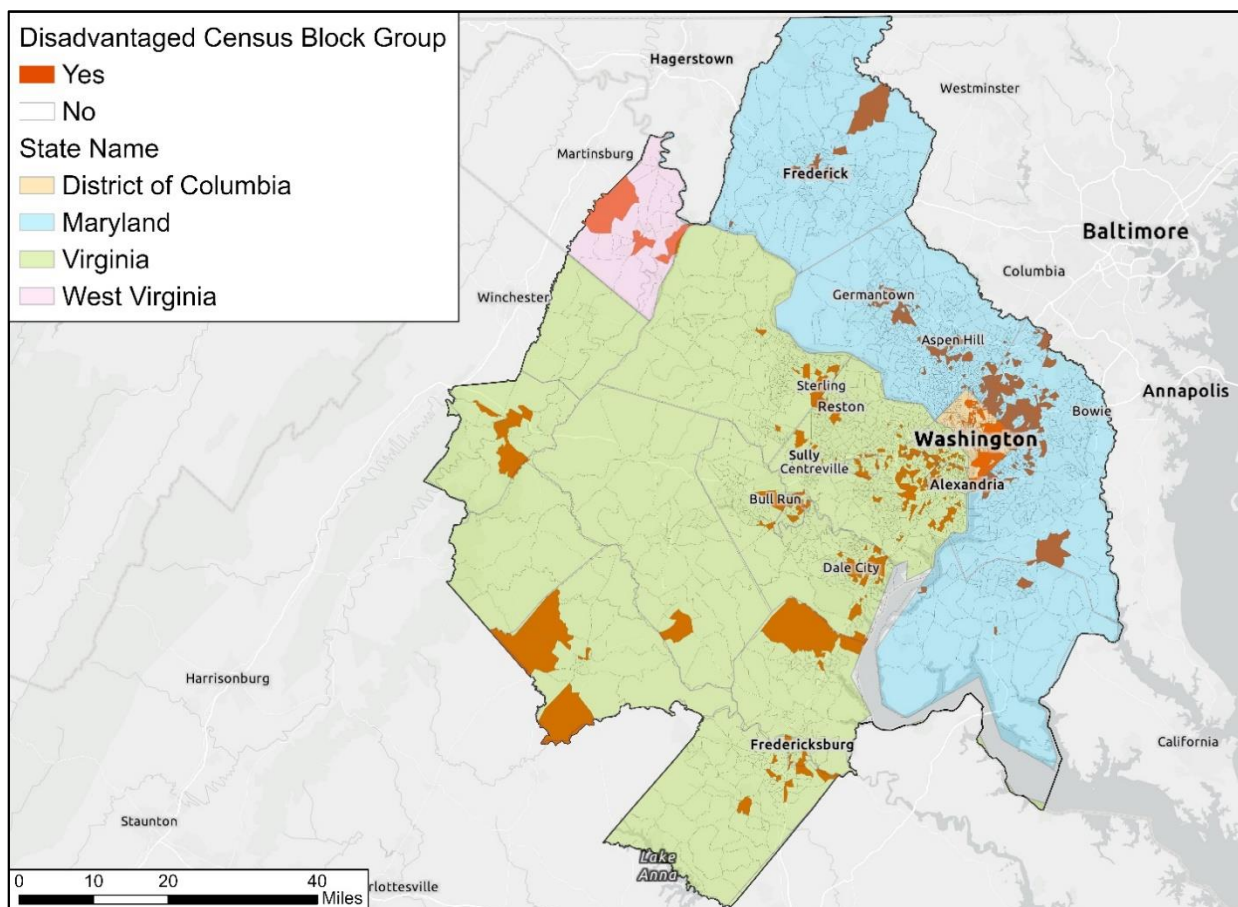 Disadvantaged Census Block Group
Yes
No
State Name
District of Columbia
Maryland
Virginia
West Virginia
Hagerstown
Westminster
Martinsburg
Frederick
Baltimore
Columbia
Winchester
Germantown
Aspen Hill
Annapolis
Sterling
Reston
Bowie
Washington
Sully
Centreville
Alexandria
Bull Run
Dale City
Harrisonburg
Fredericksburg
California
Staunton
Lake
Anna
rlottesville
0 10 20 40
Miles